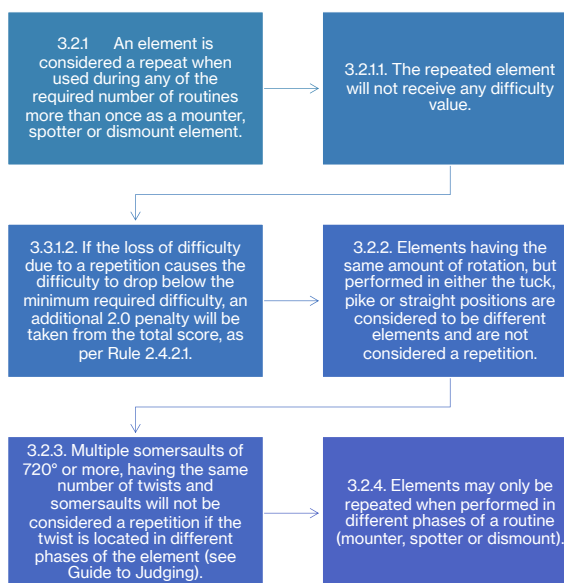 3.2.1 An element is
considered a repeat when
used during any of the
required number of routines
more than once as a mounter,
spotter or dismount element.
3.2.1.1. The repeated element
will not receive any difficulty
value.
3.3.1.2. If the loss of difficulty
due to a repetition causes the
difficulty to drop below the
minimum required difficulty, an
additional 2.0 penalty will be
taken from the total score, as
per Rule 2.4.2.1.
3.2.2. Elements having the
same amount of rotation, but
performed in either the tuck,
pike or straight positions are
considered to be different
elements and are not
considered a repetition.
3.2.3. Multiple somersaults of
720° or more, having the same
number of twists and
somersaults will not be
considered a repetition if the
twist is located in different
phases of the element (see
Guide to Judging).
3.2.4. Elements may only be
repeated when performed in
different phases of a routine
(mounter, spotter or dismount).